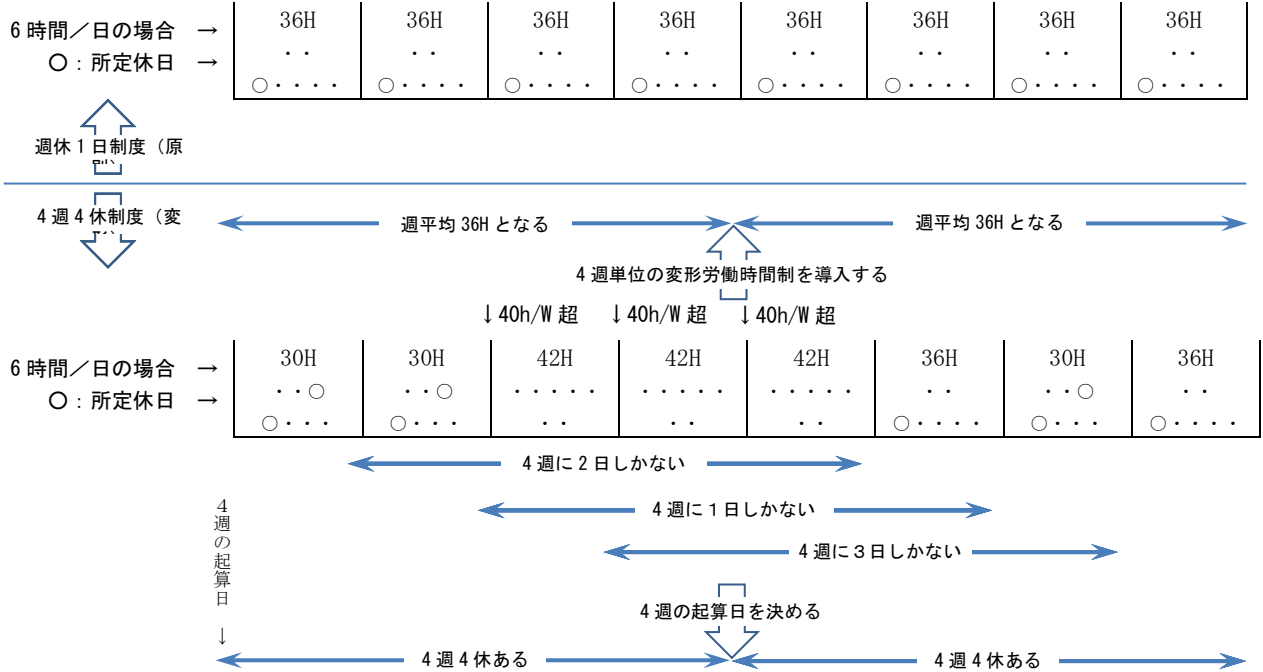 36H 36H 36H 36H 36H 36H 36H 36H
6時間／日の場合 → ・・ ・・ ・・ ・・ ・・ ・・ ・・ ・・
〇：所定休日 → ○・・・・ ○・・・・ ○・・・・ ○・・・・ ○・・・・ ○・・・・ ○・・・・ ○・・・・
週休1日制度（原
4週4休制度（変
週平均36Hとなる 週平均36Hとなる
4週単位の変形労働時間制を導入する
↓40h/W超 ↓40h/W超 ↓40h/W超
30H 30H 42H 42H 42H 36H 30H 36H
6時間／日の場合 → ・・○ ・・○ ・・・・・ ・・・・・ ・・・・・ ・・ ・・○ ・・
〇：所定休日 → ○・・・ ○・・・ ・・ ・・ ・・ ○・・・・ ○・・・ ○・・・・
4週に2日しかない
4週に１日しかない
4週に３日しかない
4週の起算日 ↓
4週の起算日を決める
4週4休ある 4週4休ある